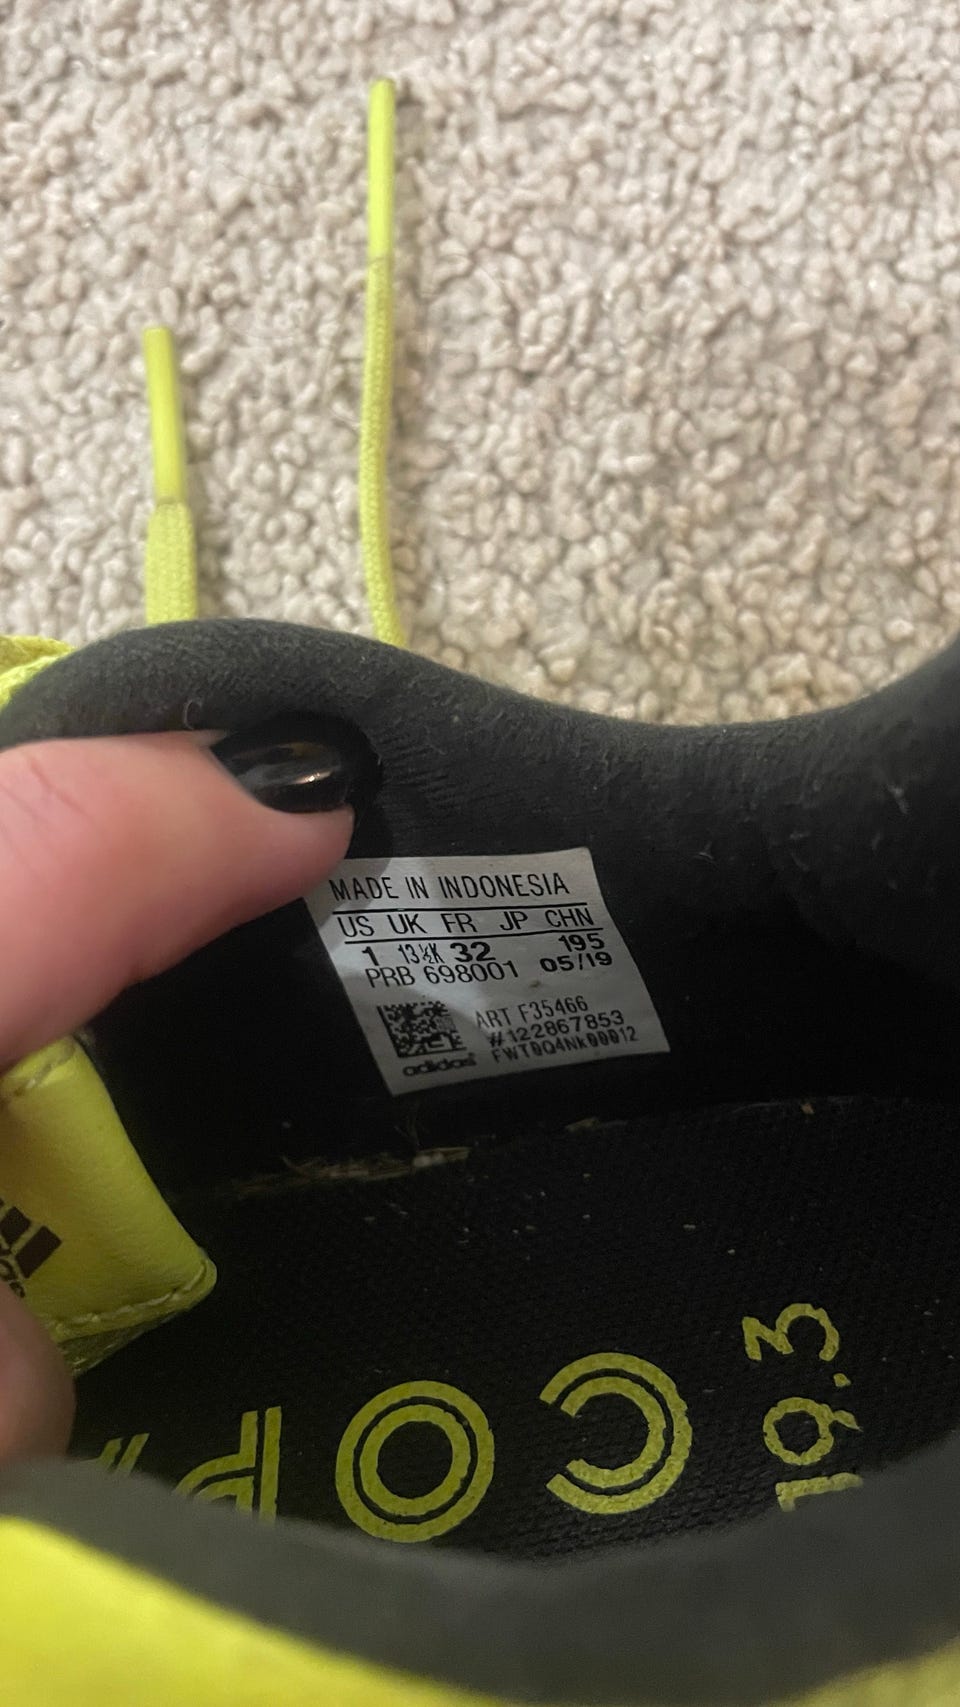 MADE IN INDONESIA
US UK FR JP CHN
1 13½K 32 195
PRB 698001 05/19
ART F35466
#122867853
adidas
COP
19.3